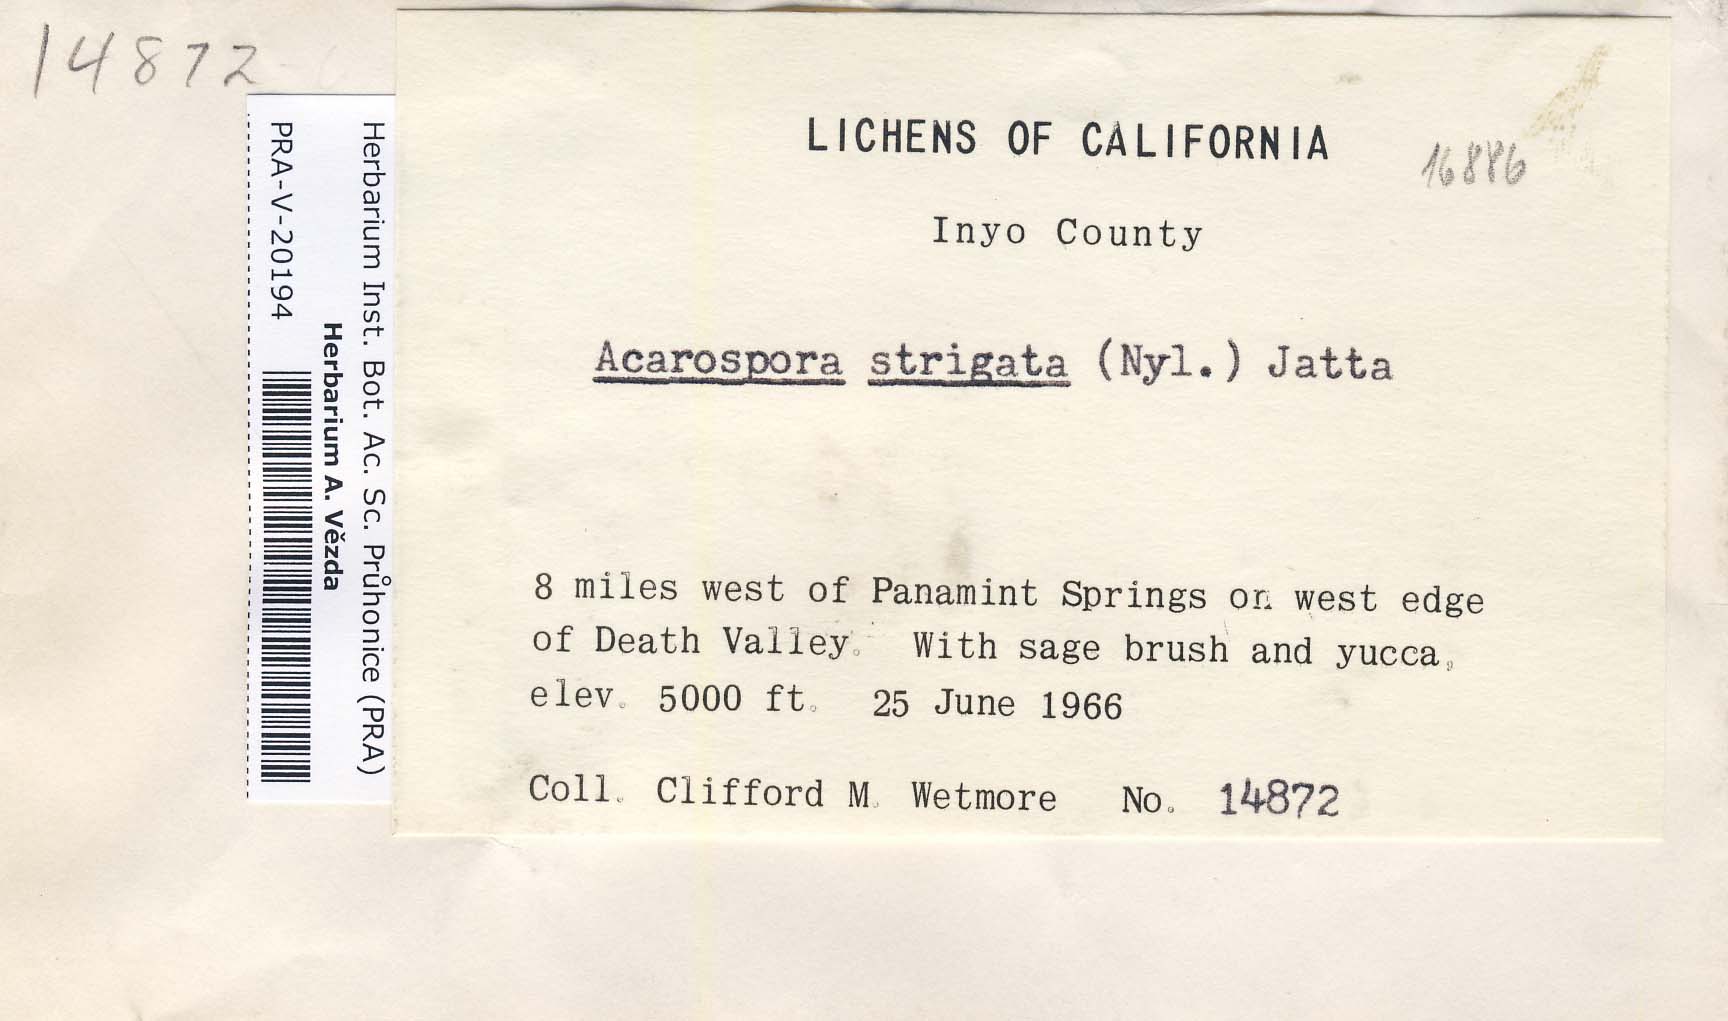 14872
Herbarium Inst. Bot. Ac. Sc. Průhonice (PRA)
Herbarium A. Vězda
PRA-V-20194
LICHENS OF CALIFORNIA
16886
Inyo County
Acarospora strigata (Nyl.) Jatta
8 miles west of Panamint Springs on west edge
of Death Valley. With sage brush and yucca,
elev. 5000 ft. 25 June 1966
Coll. Clifford M. Wetmore No. 14872